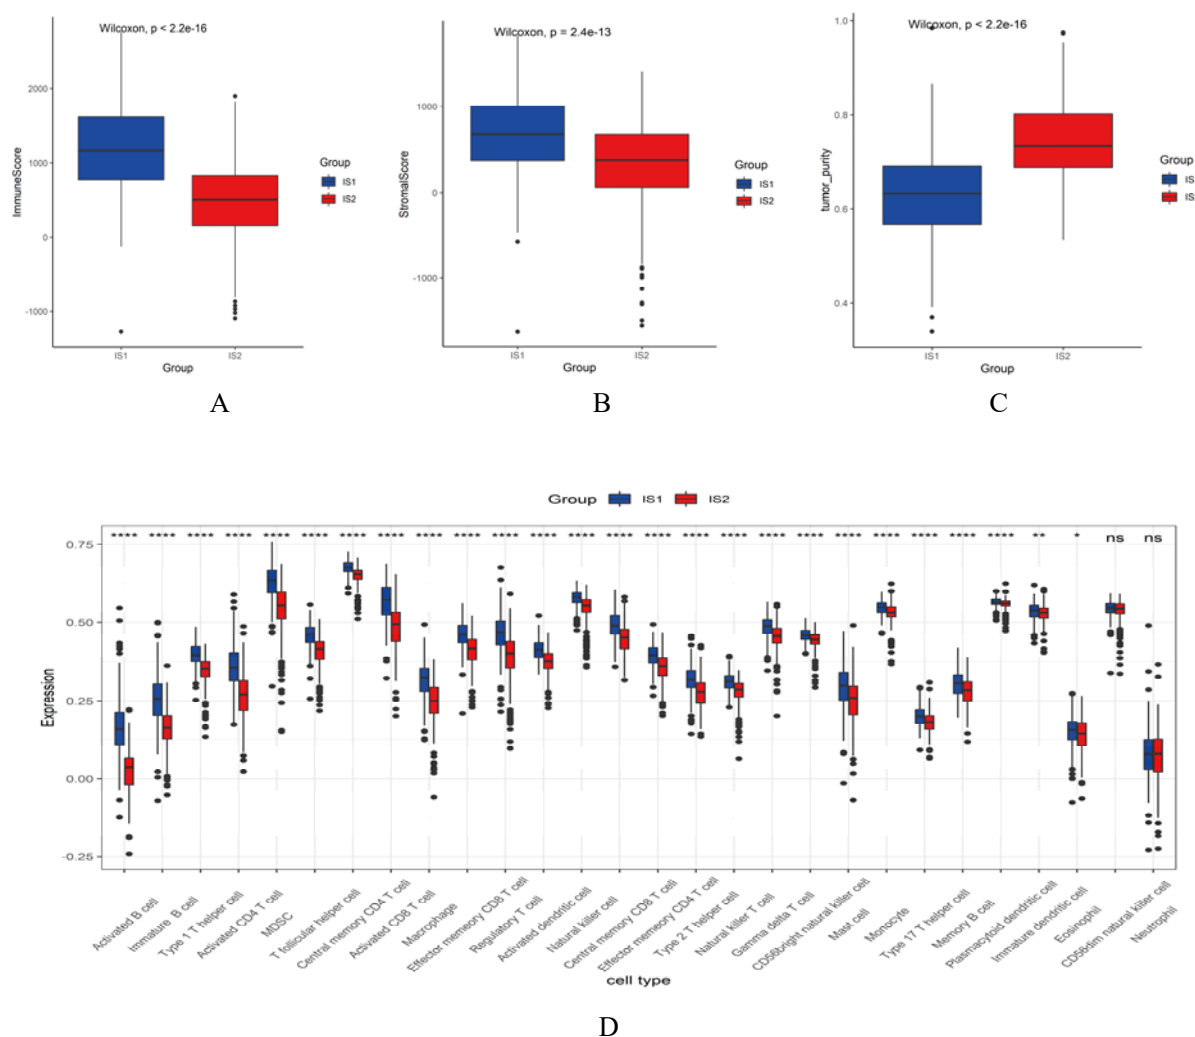 Wilcoxon, p < 2.2e-16
ImmuneScore
2000
1000
0
-1000
IS1
IS2
Group
Group
IS1
IS2
A
Wilcoxon, p = 2.4e-13
StromalScore
1000
0
-1000
IS1
IS2
Group
Group
IS1
IS2
B
Wilcoxon, p < 2.2e-16
tumor_purity
1.0
0.8
0.6
0.4
IS1
IS2
Group
Group
IS
IS
C
Group IS1 IS2
**** **** **** **** **** **** **** **** **** **** **** **** **** **** **** **** **** **** **** **** **** **** **** **** ** * ns ns
Expression
0.75
0.50
0.25
0.00
-0.25
Activated B cell
Immature B cell
Type 1 T helper cell
Activated CD4 T cell
MDSC
T follicular helper cell
Central memory CD4 T cell
Activated CD8 T cell
Macrophage
Effector memeory CD8 T cell
Regulatory T cell
Activated dendritic cell
Natural killer cell
Central memory CD8 T cell
Effector memeory CD4 T cell
Type 2 T helper cell
Natural killer T cell
Gamma delta T cell
CD56bright natural killer cell
Mast cell
Monocyte
Type 17 T helper cell
Memory B cell
Plasmacytoid dendritic cell
Immature dendritic cell
Eosinophil
CD56dim natural killer cell
Neutrophil
cell type
D